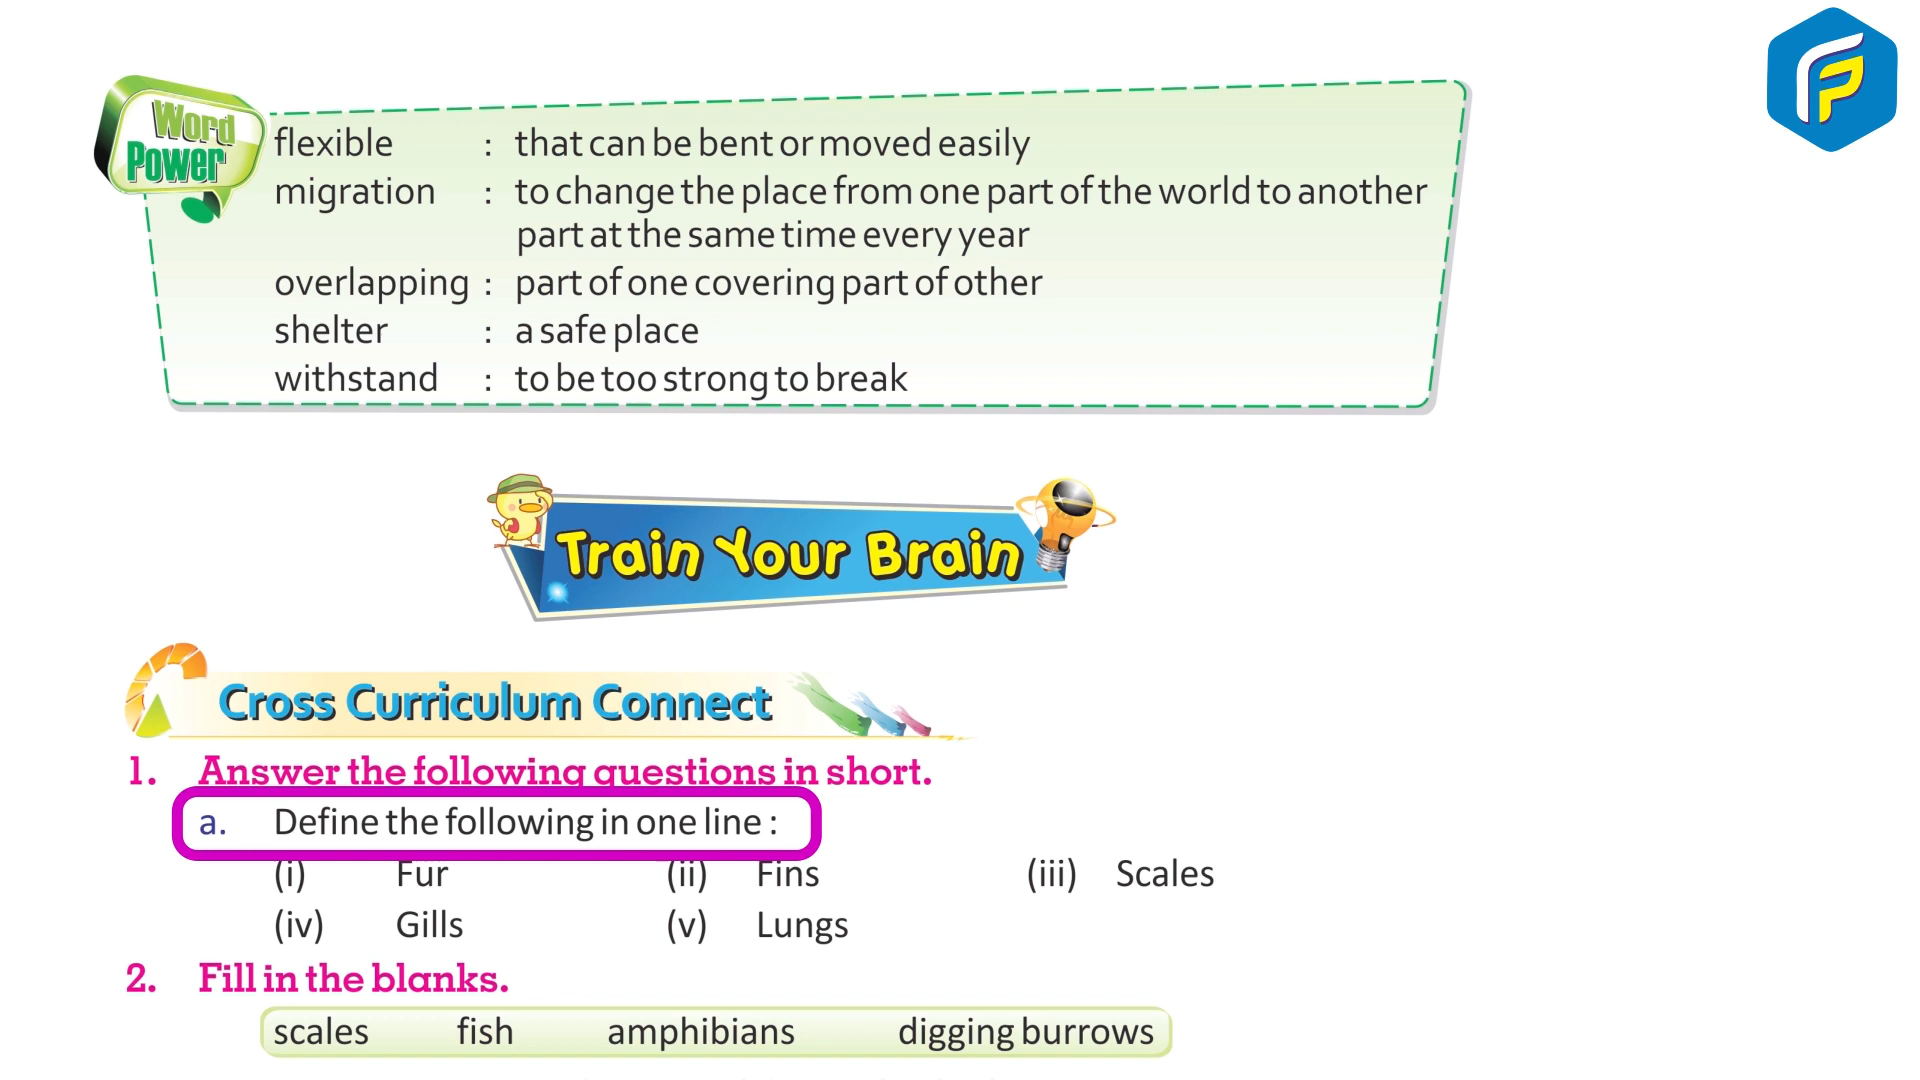 Word
Power
flexible : that can be bent or moved easily
migration : to change the place from one part of the world to another
part at the same time every year
overlapping : part of one covering part of other
shelter : a safe place
withstand : to be too strong to break
Train Your Brain
Cross Curriculum Connect
1. Answer the following questions in short.
a. Define the following in one line :
(i) Fur (ii) Fins (iii) Scales
(iv) Gills (v) Lungs
2. Fill in the blanks.
scales fish amphibians digging burrows